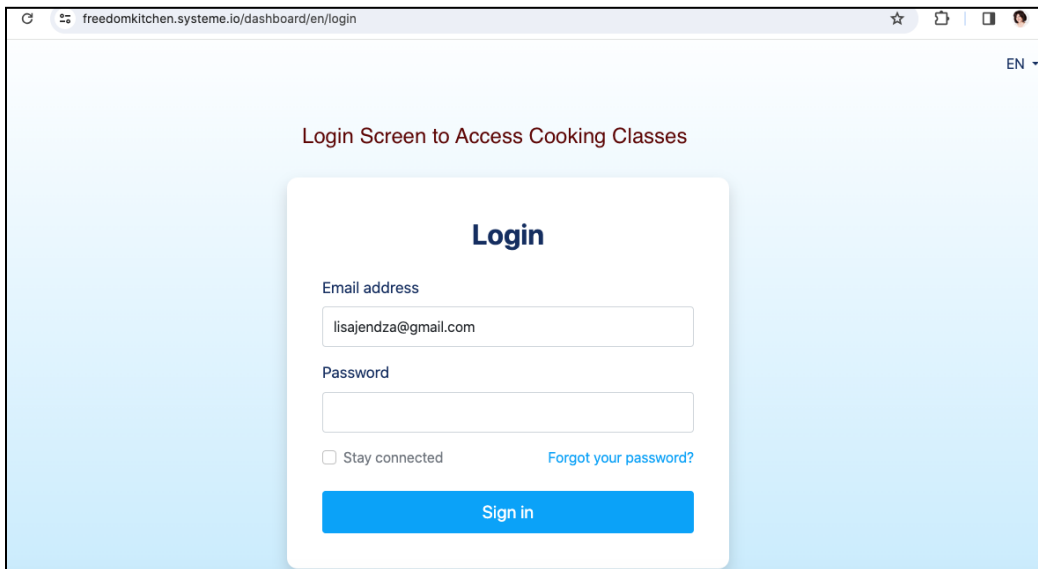 freedomkitchen.systeme.io/dashboard/en/login
EN
Login Screen to Access Cooking Classes
Login
Email address
lisajendza@gmail.com
Password
Stay connected
Forgot your password?
Sign in